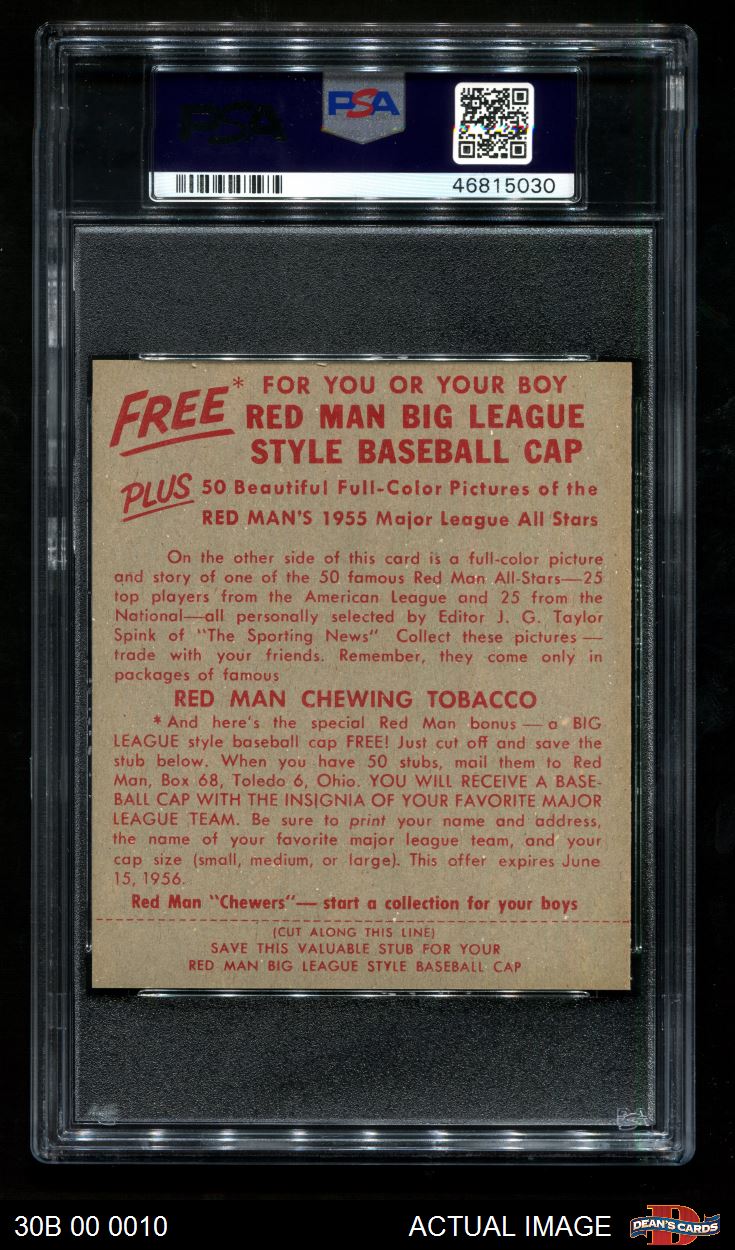 PSA
PSA
46815030
FREE* FOR YOU OR YOUR BOY
RED MAN BIG LEAGUE
STYLE BASEBALL CAP
PLUS 50 Beautiful Full-Color Pictures of the
RED MAN'S 1955 Major League All Stars
On the other side of this card is a full-color picture
and story of one of the 50 famous Red Man All-Stars—25
top players from the American League and 25 from the
National—all personally selected by Editor J. G. Taylor
Spink of "The Sporting News" Collect these pictures —
trade with your friends. Remember, they come only in
packages of famous
RED MAN CHEWING TOBACCO
*And here's the special Red Man bonus — a BIG
LEAGUE style baseball cap FREE! Just cut off and save the
stub below. When you have 50 stubs, mail them to Red
Man, Box 68, Toledo 6, Ohio. YOU WILL RECEIVE A BASE-
BALL CAP WITH THE INSIGNIA OF YOUR FAVORITE MAJOR
LEAGUE TEAM. Be sure to print your name and address,
the name of your favorite major league team, and your
cap size (small, medium, or large). This offer expires June
15, 1956.
Red Man "Chewers"— start a collection for your boys
(CUT ALONG THIS LINE)
SAVE THIS VALUABLE STUB FOR YOUR
RED MAN BIG LEAGUE STYLE BASEBALL CAP
PSA
30B 00 0010
ACTUAL IMAGE
DEAN'S CARDS